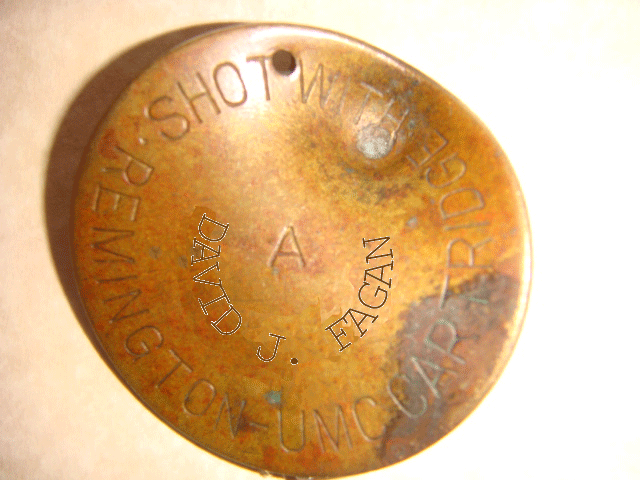 SHOT WITH
REMINGTON-UMC CARTRIDGE
A
DAVID J. FAGAN